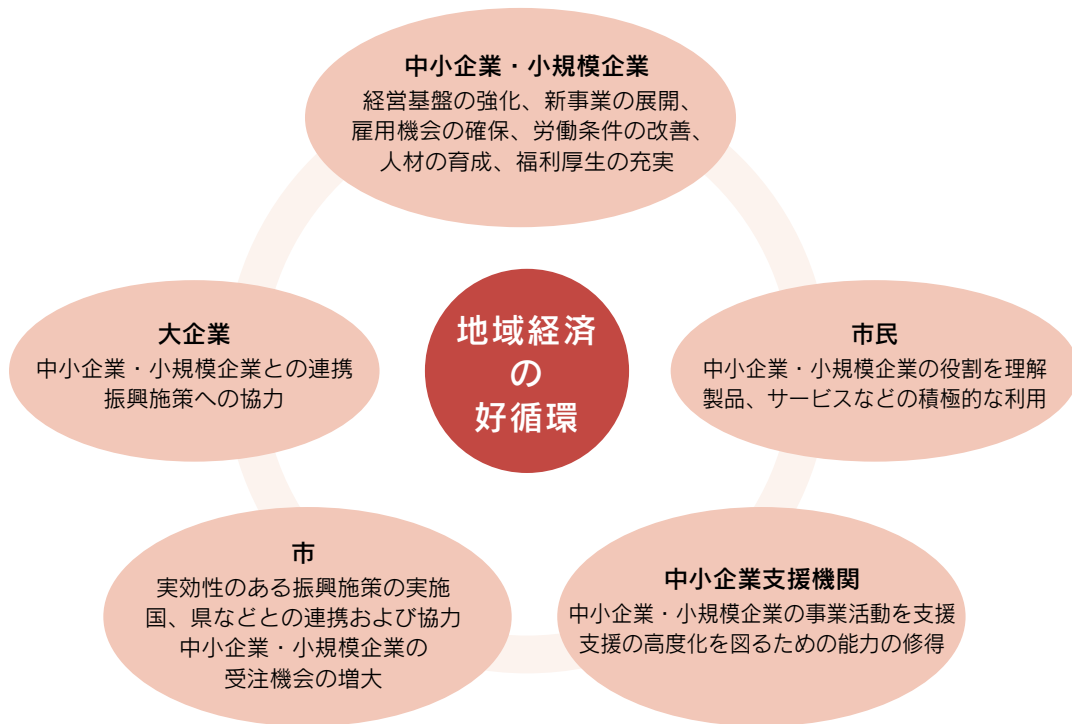 中小企業・小規模企業
経営基盤の強化、新事業の展開、
雇用機会の確保、労働条件の改善、
人材の育成、福利厚生の充実
大企業
中小企業・小規模企業との連携
振興施策への協力
地域経済
の
好循環
市民
中小企業・小規模企業の役割を理解
製品、サービスなどの積極的な利用
市
実効性のある振興施策の実施
国、県などとの連携および協力
中小企業・小規模企業の
受注機会の増大
中小企業支援機関
中小企業・小規模企業の事業活動を支援
支援の高度化を図るための能力の修得